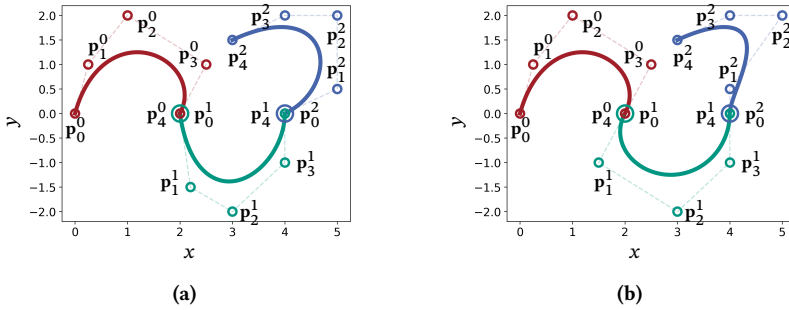 2.0
1.5
1.0
0.5
0.0
−0.5
−1.0
−1.5
−2.0
y
0 1 2 3 4 5
x
p₀⁰
p₁⁰
p₂⁰
p₃⁰
p₄⁰ p₀¹
p₁¹
p₂¹
p₃¹
p₄¹ p₀²
p₁²
p₂²
p₃²
p₄²
(a)
2.0
1.5
1.0
0.5
0.0
−0.5
−1.0
−1.5
−2.0
y
0 1 2 3 4 5
x
p₀⁰
p₁⁰
p₂⁰
p₃⁰
p₄⁰ p₀¹
p₁¹
p₂¹
p₃¹
p₄¹ p₀²
p₁²
p₂²
p₃²
p₄²
(b)